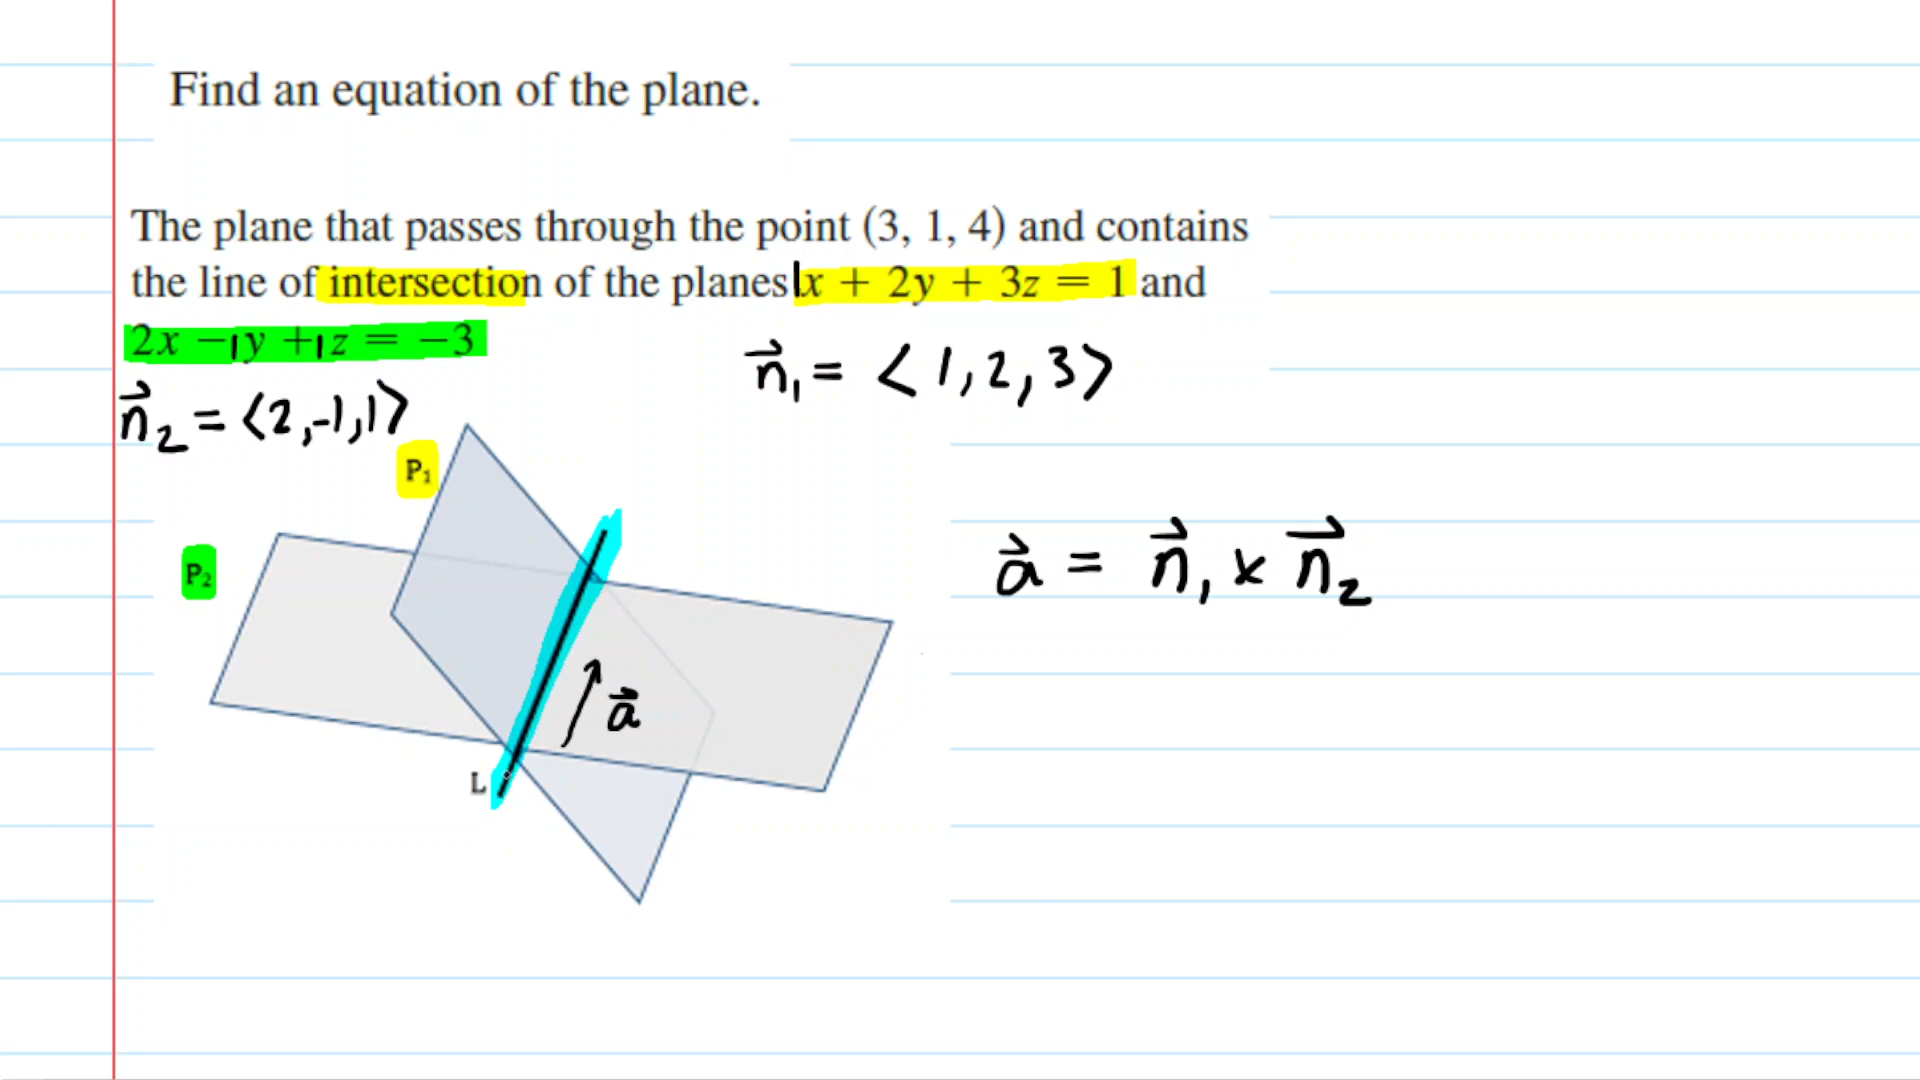 Find an equation of the plane.
The plane that passes through the point (3, 1, 4) and contains
the line of intersection of the planes 1x + 2y + 3z = 1 and
2x − 1y + 1z = −3
n⃗₁ = ⟨1, 2, 3⟩
n⃗₂ = ⟨2, -1, 1⟩
P₁
P₂
a⃗ = n⃗₁ × n⃗₂
a⃗
L